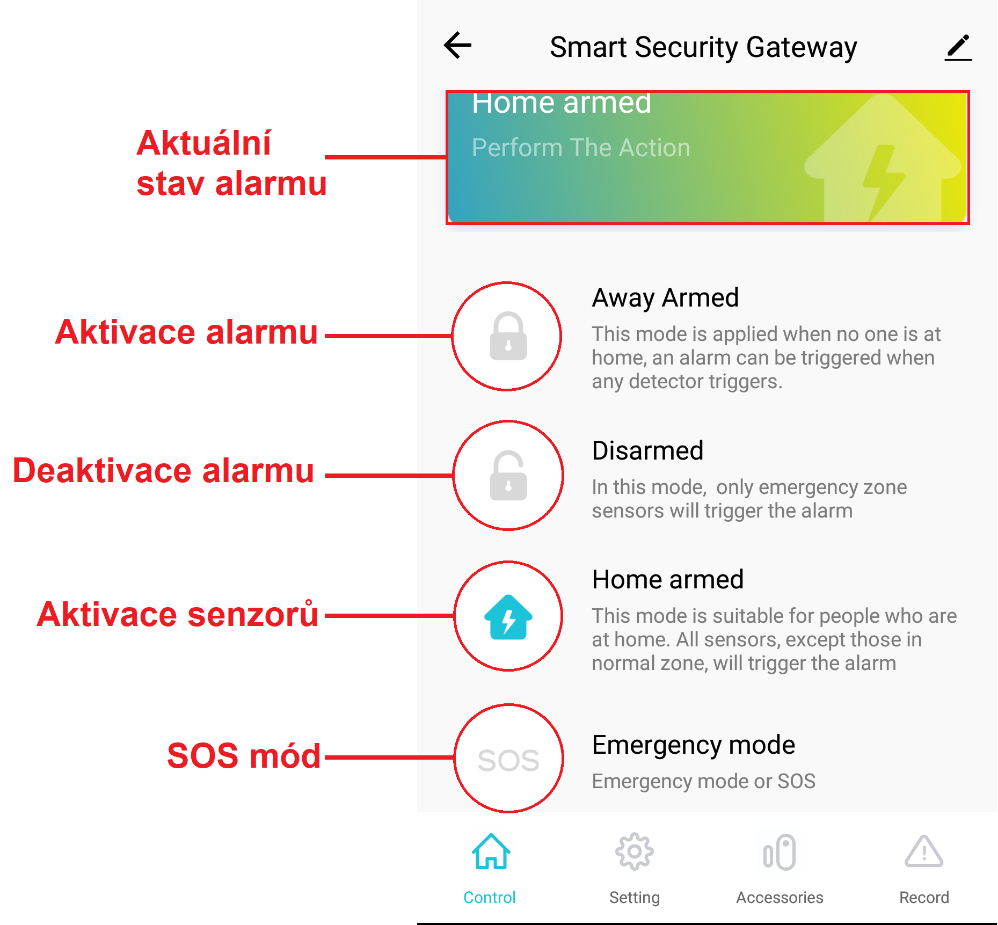 Smart Security Gateway
Home armed
Perform The Action
Aktuální
stav alarmu
Aktivace alarmu
Away Armed
This mode is applied when no one is at
home, an alarm can be triggered when
any detector triggers.
Deaktivace alarmu
Disarmed
In this mode, only emergency zone
sensors will trigger the alarm
Aktivace senzorů
Home armed
This mode is suitable for people who are
at home. All sensors, except those in
normal zone, will trigger the alarm
SOS mód
SOS
Emergency mode
Emergency mode or SOS
Control Setting Accessories Record